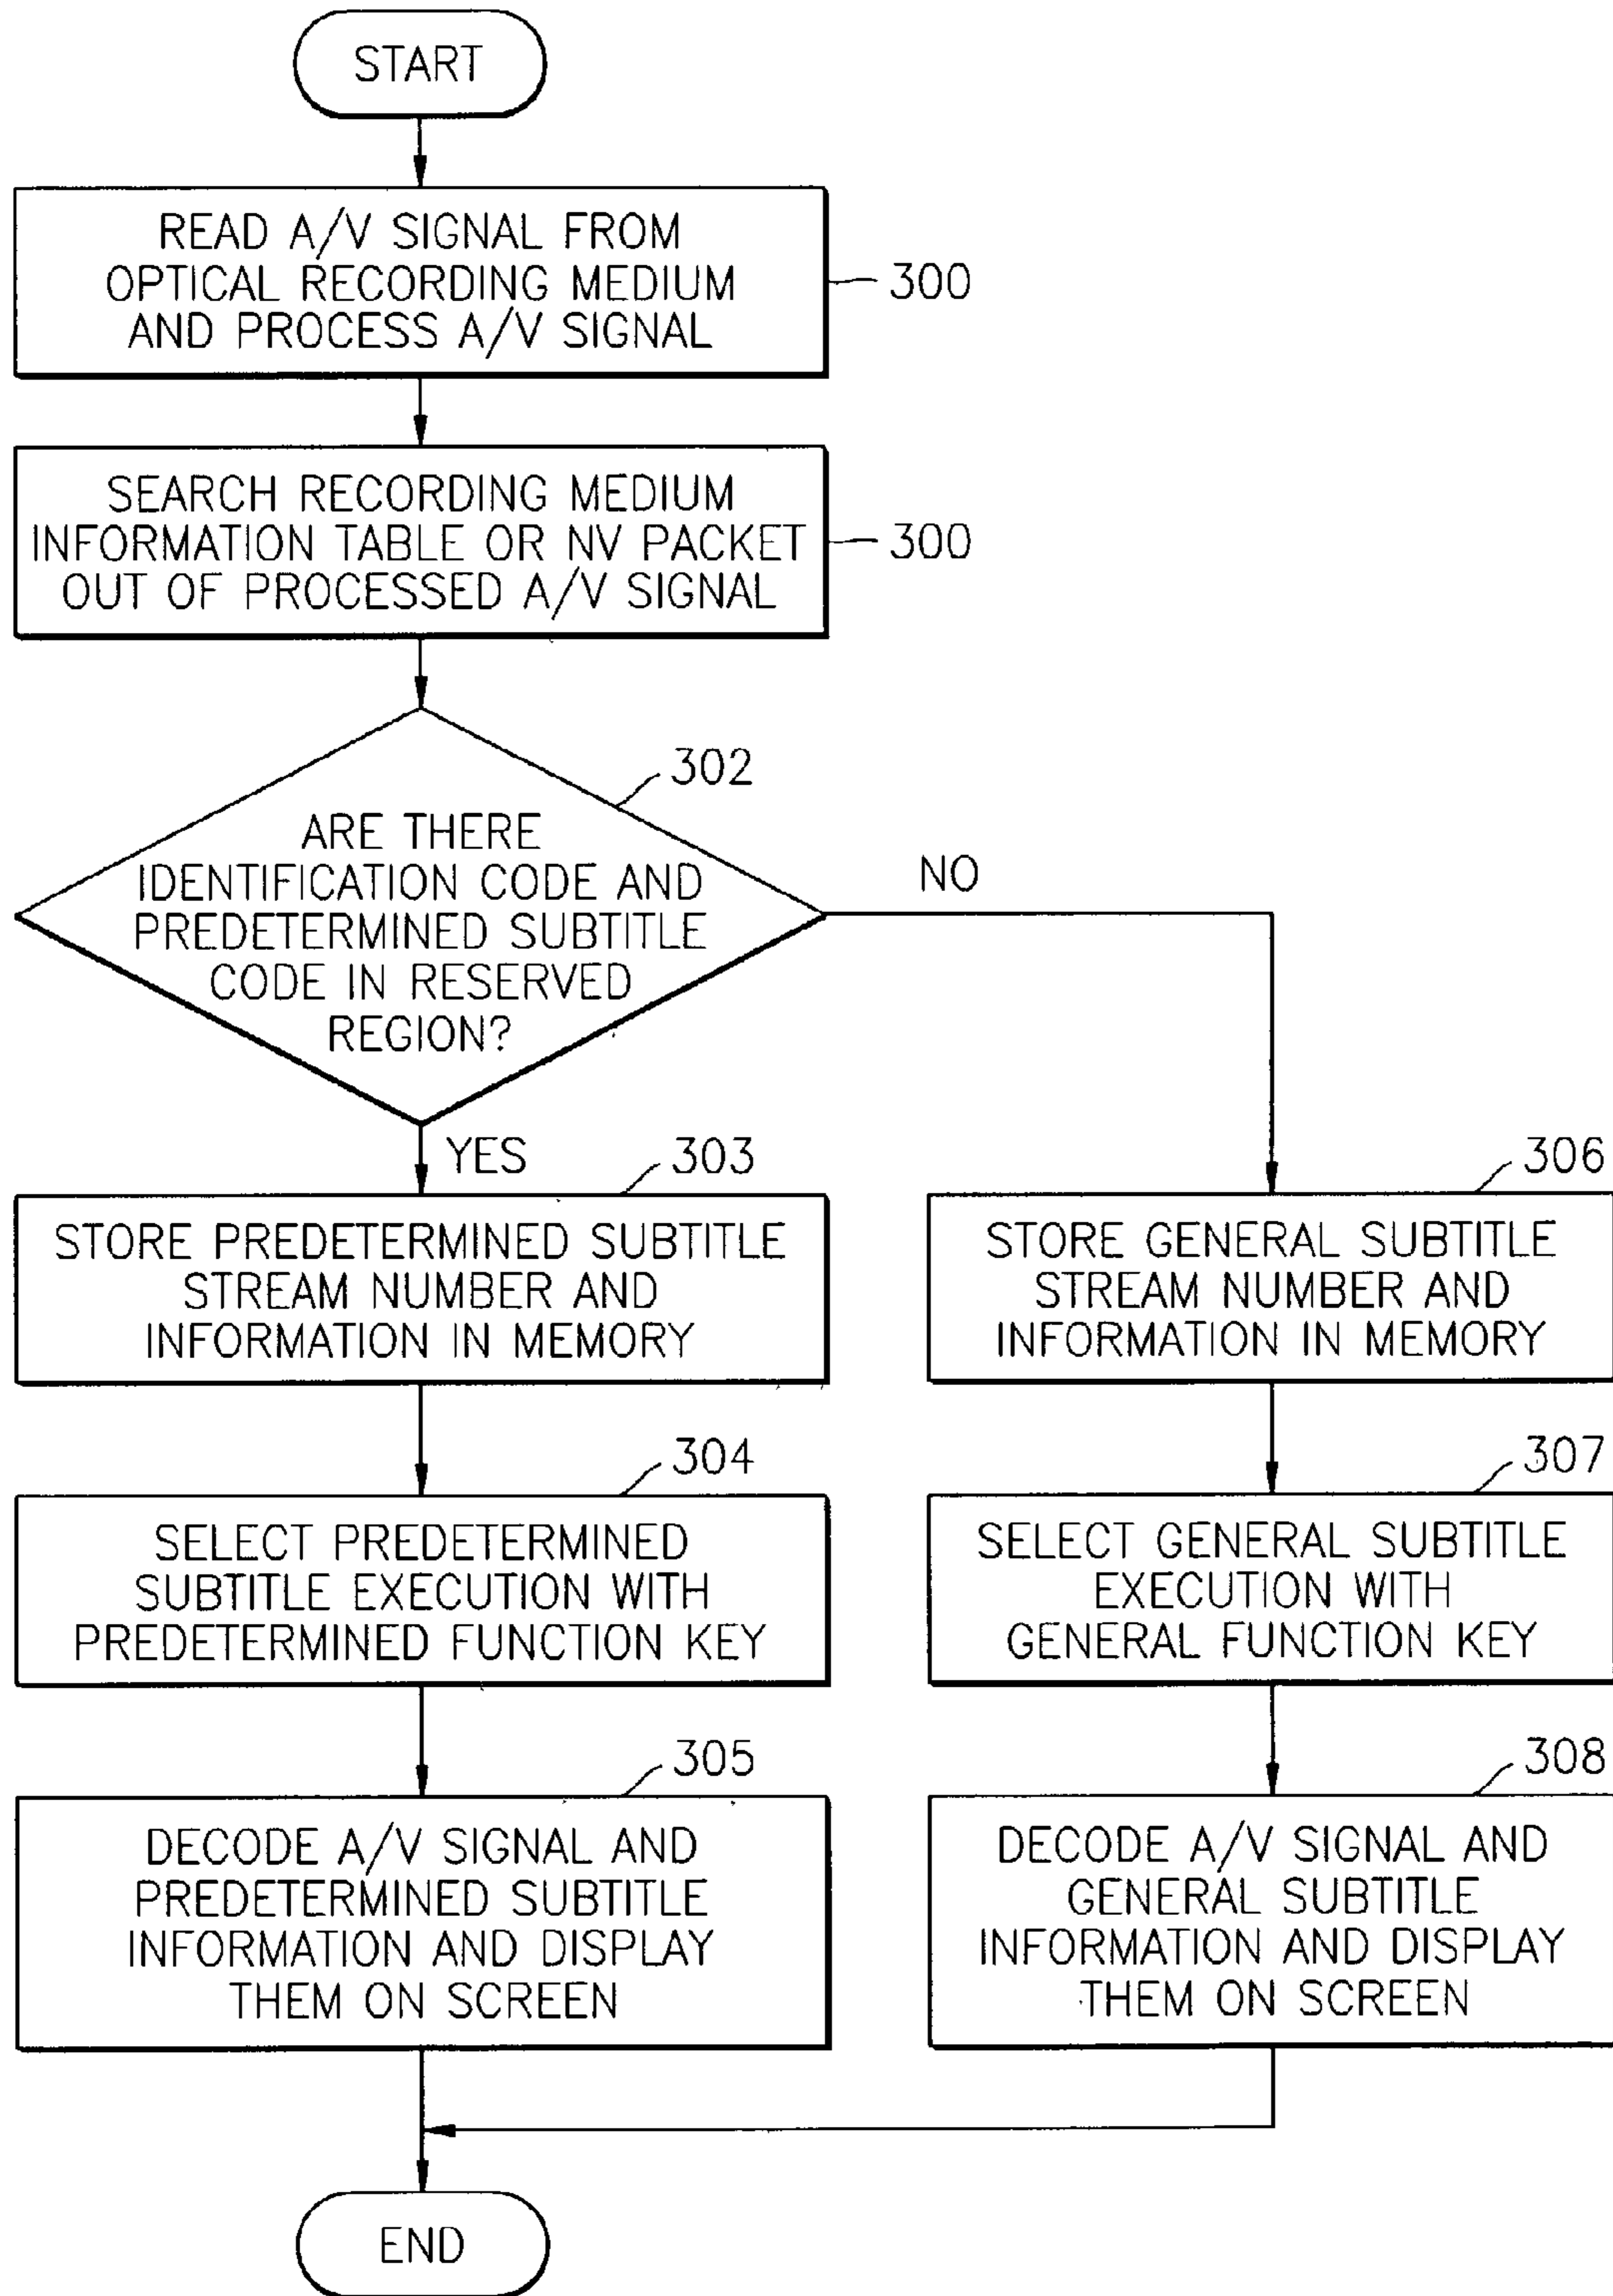 START
READ A/V SIGNAL FROM
OPTICAL RECORDING MEDIUM
AND PROCESS A/V SIGNAL
300
SEARCH RECORDING MEDIUM
INFORMATION TABLE OR NV PACKET
OUT OF PROCESSED A/V SIGNAL
300
302
ARE THERE
IDENTIFICATION CODE AND
PREDETERMINED SUBTITLE
CODE IN RESERVED
REGION?
NO
YES
303
STORE PREDETERMINED SUBTITLE
STREAM NUMBER AND
INFORMATION IN MEMORY
304
SELECT PREDETERMINED
SUBTITLE EXECUTION WITH
PREDETERMINED FUNCTION KEY
305
DECODE A/V SIGNAL AND
PREDETERMINED SUBTITLE
INFORMATION AND DISPLAY
THEM ON SCREEN
306
STORE GENERAL SUBTITLE
STREAM NUMBER AND
INFORMATION IN MEMORY
307
SELECT GENERAL SUBTITLE
EXECUTION WITH
GENERAL FUNCTION KEY
308
DECODE A/V SIGNAL AND
GENERAL SUBTITLE
INFORMATION AND DISPLAY
THEM ON SCREEN
END